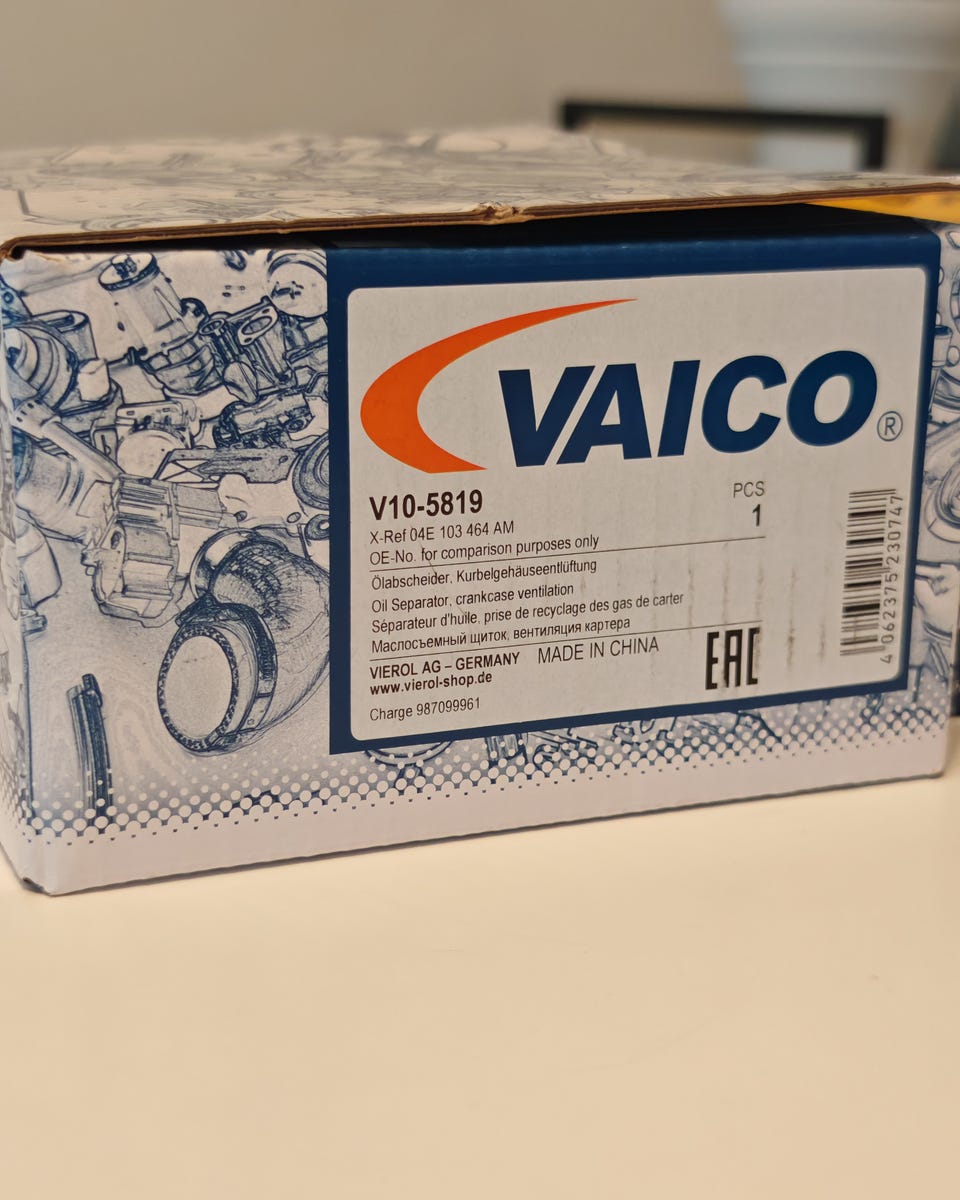 VAICO®
V10-5819
PCS
X-Ref 04E 103 464 AM
1
OE-No. for comparison purposes only
Ölabscheider, Kurbelgehäuseentlüftung
Oil Separator, crankcase ventilation
Séparateur d'huile, prise de recyclage des gas de carter
Маслосъемный щиток, вентиляция картера
VIEROL AG – GERMANY MADE IN CHINA
www.vierol-shop.de
EAC
Charge 987099961
4 062375 230747